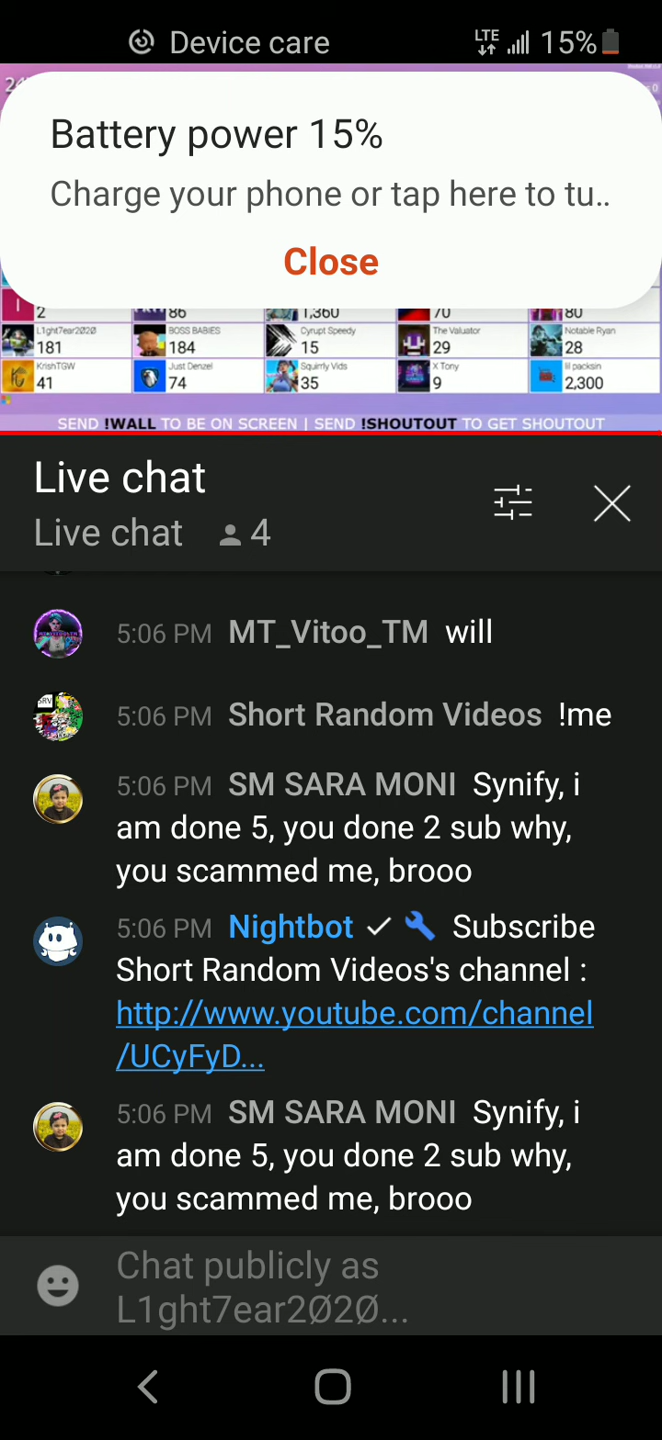 Device care LTE 15%
Battery power 15%
Charge your phone or tap here to tu..
Close
2 86 1,360 70 80
L1ght7ear2Ø2Ø BOSS BABIES Cyrupt Speedy The Valuator Notable Ryan
181 184 15 29 28
KrishTGW Just Denzel Squirrly Vids X Tony lil packsin
41 74 35 9 2,300
SEND !WALL TO BE ON SCREEN | SEND !SHOUTOUT TO GET SHOUTOUT
Live chat
Live chat 4
5:06 PM MT_Vitoo_TM will
5:06 PM Short Random Videos !me
5:06 PM SM SARA MONI Synify, i
am done 5, you done 2 sub why,
you scammed me, brooo
5:06 PM Nightbot Subscribe
Short Random Videos's channel :
http://www.youtube.com/channel
/UCyFyD...
5:06 PM SM SARA MONI Synify, i
am done 5, you done 2 sub why,
you scammed me, brooo
Chat publicly as
L1ght7ear2Ø2Ø...